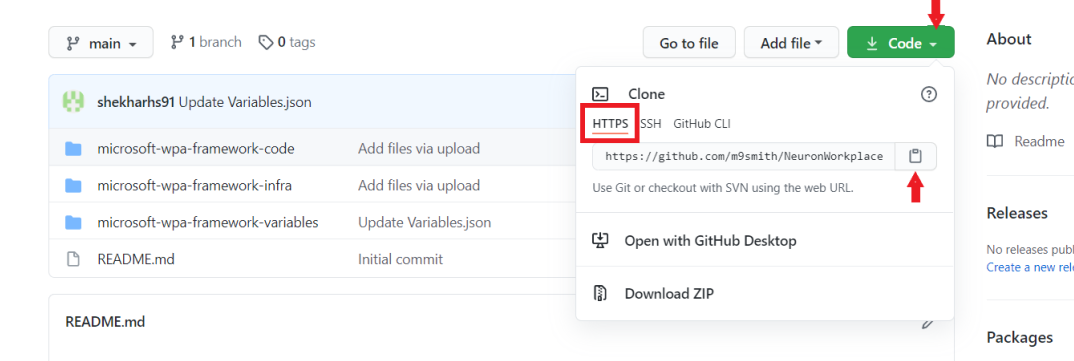 main
1 branch
0 tags
Go to file
Add file
Code
About
shekharhs91 Update Variables.json
microsoft-wpa-framework-code Add files via upload
microsoft-wpa-framework-infra Add files via upload
microsoft-wpa-framework-variables Update Variables.json
README.md Initial commit
README.md
Clone
HTTPS SSH GitHub CLI
https://github.com/m9smith/NeuronWorkplace
Use Git or checkout with SVN using the web URL.
Open with GitHub Desktop
Download ZIP
No descriptio
provided.
Readme
Releases
No releases publ
Create a new rel
Packages